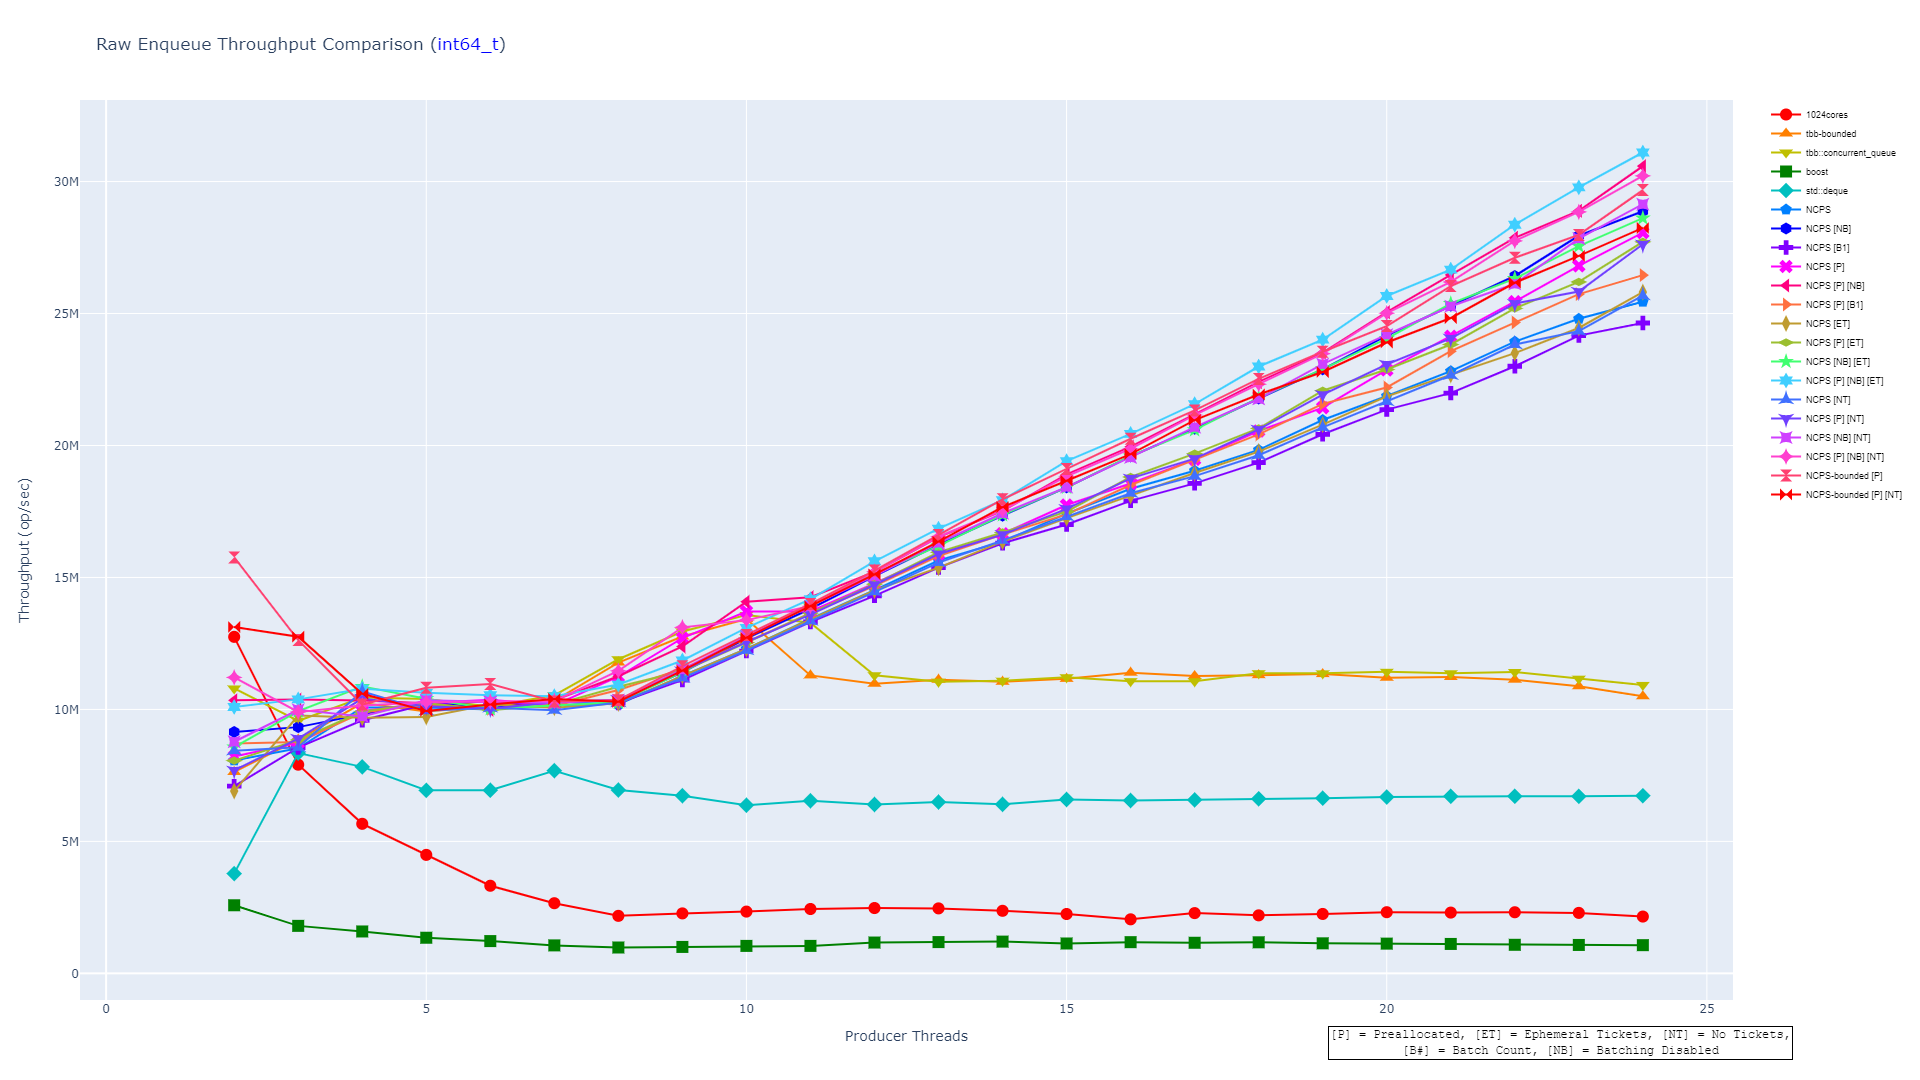 Raw Enqueue Throughput Comparison (int64_t)
Throughput (op/sec)
30M
25M
20M
15M
10M
5M
0
0
5
10
15
20
25
Producer Threads
1024cores
tbb-bounded
tbb::concurrent_queue
boost
std::deque
NCPS
NCPS [NB]
NCPS [B1]
NCPS [P]
NCPS [P] [NB]
NCPS [P] [B1]
NCPS [ET]
NCPS [P] [ET]
NCPS [NB] [ET]
NCPS [P] [NB] [ET]
NCPS [NT]
NCPS [P] [NT]
NCPS [NB] [NT]
NCPS [P] [NB] [NT]
NCPS-bounded [P]
NCPS-bounded [P] [NT]
[P] = Preallocated, [ET] = Ephemeral Tickets, [NT] = No Tickets,
[B#] = Batch Count, [NB] = Batching Disabled